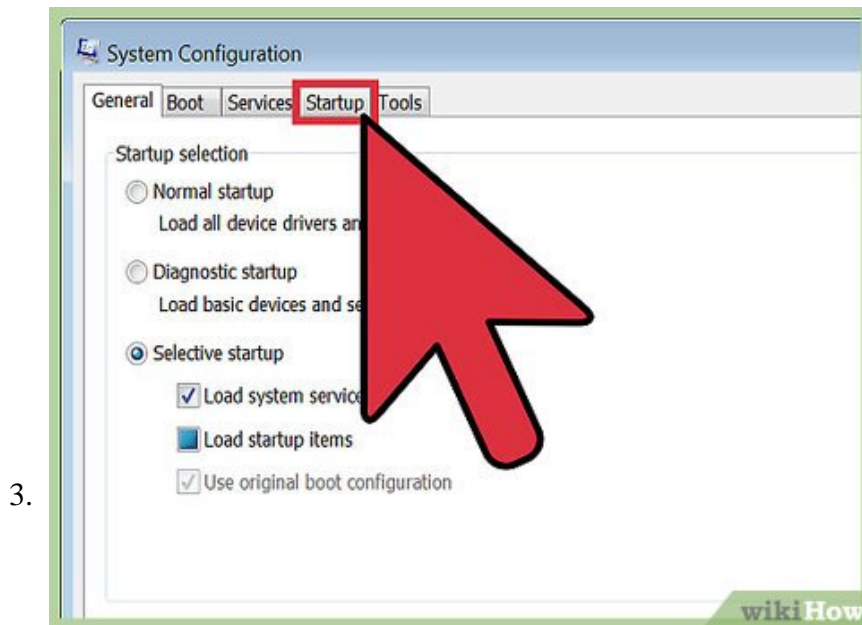 System Configuration
General Boot Services Startup Tools
Startup selection
Normal startup
Load all device drivers an
Diagnostic startup
Load basic devices and se
Selective startup
Load system service
Load startup items
3.
Use original boot configuration
wikiHow